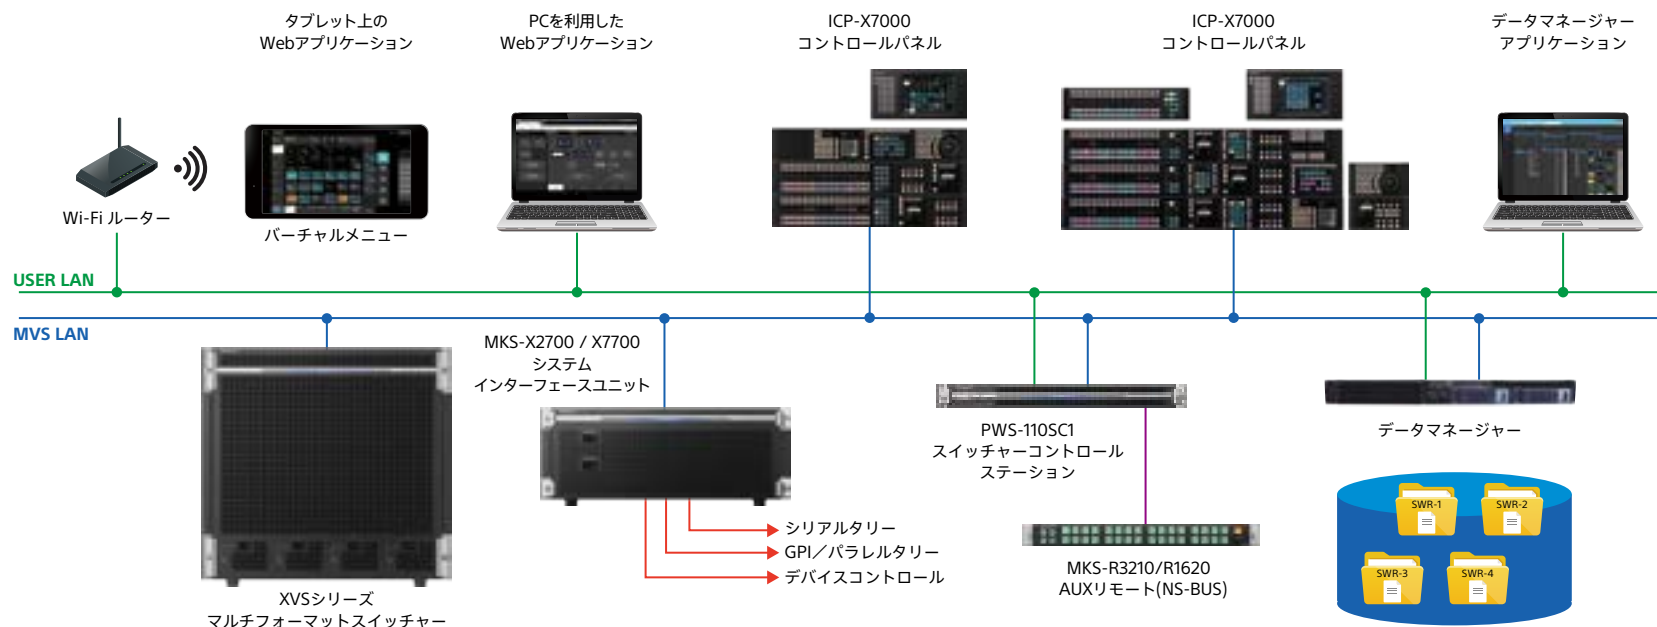 タブレット上の
Webアプリケーション
PCを利用した
Webアプリケーション
ICP-X7000
コントロールパネル
ICP-X7000
コントロールパネル
データマネージャー
アプリケーション
Wi-Fi ルーター
バーチャルメニュー
USER LAN
MVS LAN
MKS-X2700 / X7700
システム
インターフェースユニット
PWS-110SC1
スイッチャーコントロール
ステーション
データマネージャー
シリアルタリー
GPI／パラレルタリー
デバイスコントロール
MKS-R3210/R1620
AUXリモート(NS-BUS)
SWR-1
SWR-2
SWR-3
SWR-4
XVSシリーズ
マルチフォーマットスイッチャー